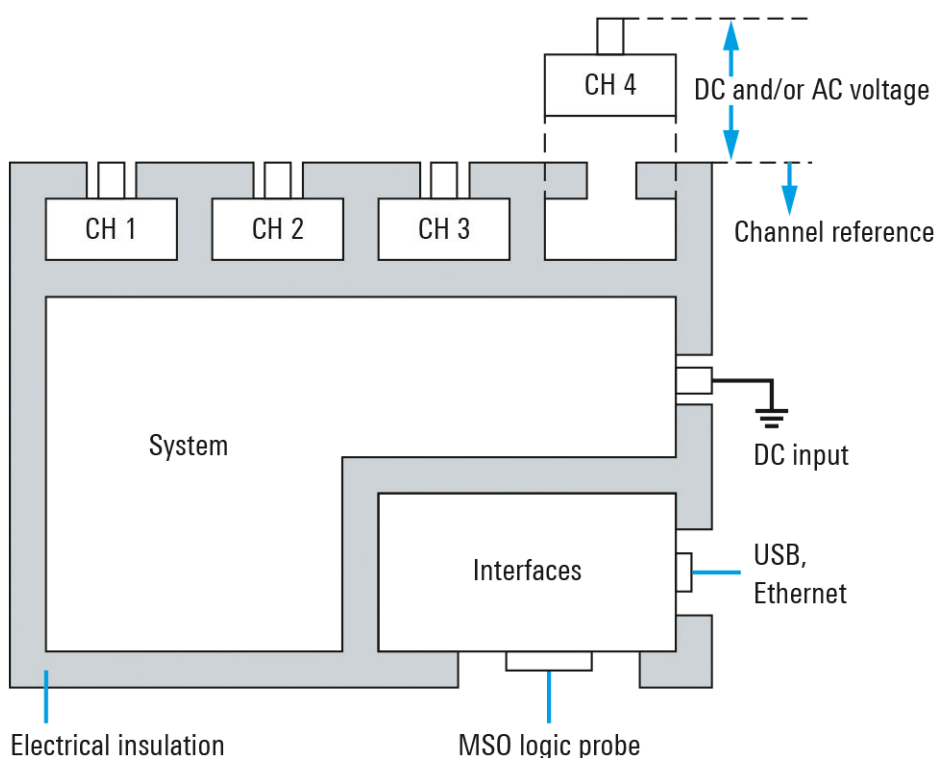 CH 4
DC and/or AC voltage
CH 1
CH 2
CH 3
Channel reference
System
DC input
Interfaces
USB,
Ethernet
Electrical insulation
MSO logic probe